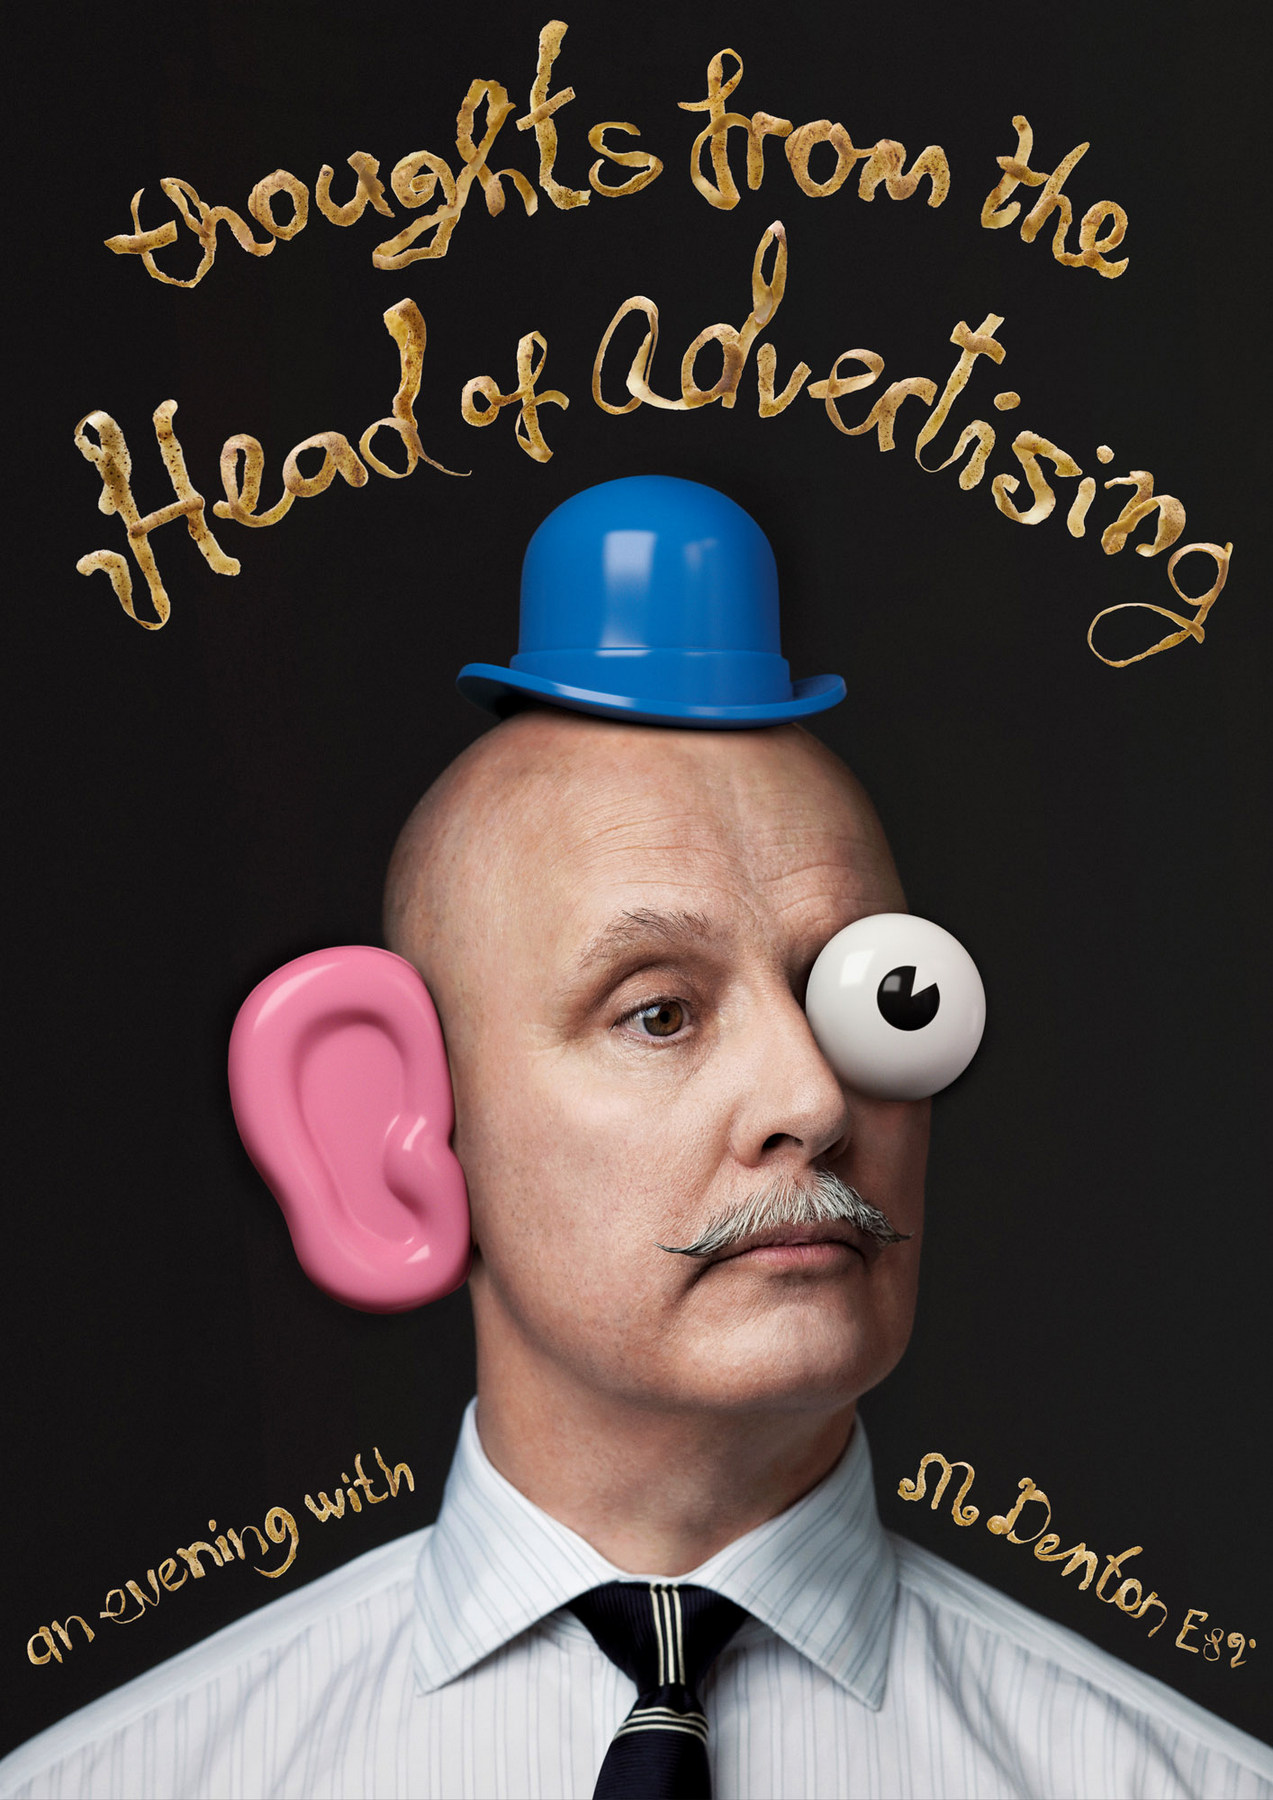 thoughts from the
Head of Advertising
an evening with
M Denton Esq.